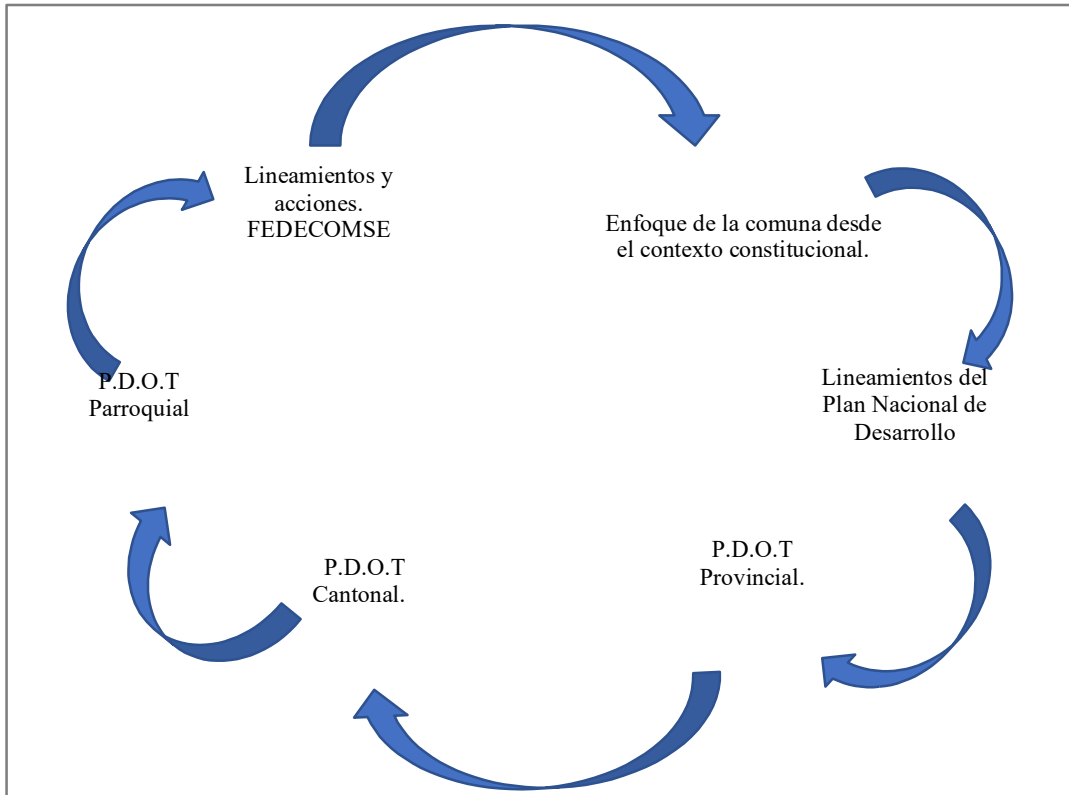 Lineamientos y
acciones.
FEDECOMSE
Enfoque de la comuna desde
el contexto constitucional.
Lineamientos del
Plan Nacional de
Desarrollo
P.D.O.T
Provincial.
P.D.O.T
Cantonal.
P.D.O.T
Parroquial